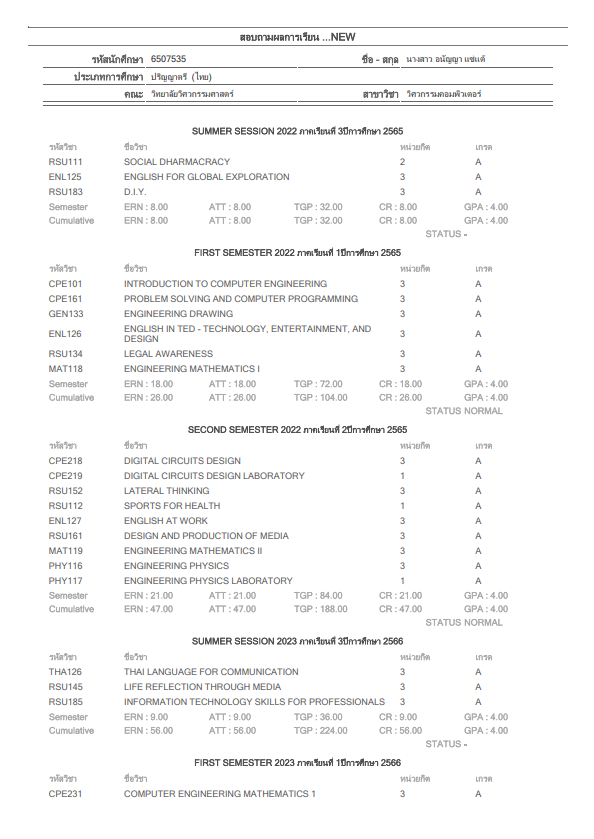 สอบถามผลการเรียน ...NEW
รหัสนักศึกษา 6507535 ชื่อ - สกุล นางสาว อนัญญา แซ่แต้
ประเภทการศึกษา ปริญญาตรี (ไทย)
คณะ วิทยาลัยวิศวกรรมศาสตร์ สาขาวิชา วิศวกรรมคอมพิวเตอร์
SUMMER SESSION 2022 ภาคเรียนที่ 3ปีการศึกษา 2565
รหัสวิชา ชื่อวิชา หน่วยกิต เกรด
RSU111 SOCIAL DHARMACRACY 2 A
ENL125 ENGLISH FOR GLOBAL EXPLORATION 3 A
RSU183 D.I.Y. 3 A
Semester ERN : 8.00 ATT : 8.00 TGP : 32.00 CR : 8.00 GPA : 4.00
Cumulative ERN : 8.00 ATT : 8.00 TGP : 32.00 CR : 8.00 GPA : 4.00
STATUS -
FIRST SEMESTER 2022 ภาคเรียนที่ 1ปีการศึกษา 2565
รหัสวิชา ชื่อวิชา หน่วยกิต เกรด
CPE101 INTRODUCTION TO COMPUTER ENGINEERING 3 A
CPE161 PROBLEM SOLVING AND COMPUTER PROGRAMMING 3 A
GEN133 ENGINEERING DRAWING 3 A
ENL126 ENGLISH IN TED - TECHNOLOGY, ENTERTAINMENT, AND 3 A
DESIGN
RSU134 LEGAL AWARENESS 3 A
MAT118 ENGINEERING MATHEMATICS I 3 A
Semester ERN : 18.00 ATT : 18.00 TGP : 72.00 CR : 18.00 GPA : 4.00
Cumulative ERN : 26.00 ATT : 26.00 TGP : 104.00 CR : 26.00 GPA : 4.00
STATUS NORMAL
SECOND SEMESTER 2022 ภาคเรียนที่ 2ปีการศึกษา 2565
รหัสวิชา ชื่อวิชา หน่วยกิต เกรด
CPE218 DIGITAL CIRCUITS DESIGN 3 A
CPE219 DIGITAL CIRCUITS DESIGN LABORATORY 1 A
RSU152 LATERAL THINKING 3 A
RSU112 SPORTS FOR HEALTH 1 A
ENL127 ENGLISH AT WORK 3 A
RSU161 DESIGN AND PRODUCTION OF MEDIA 3 A
MAT119 ENGINEERING MATHEMATICS II 3 A
PHY116 ENGINEERING PHYSICS 3 A
PHY117 ENGINEERING PHYSICS LABORATORY 1 A
Semester ERN : 21.00 ATT : 21.00 TGP : 84.00 CR : 21.00 GPA : 4.00
Cumulative ERN : 47.00 ATT : 47.00 TGP : 188.00 CR : 47.00 GPA : 4.00
STATUS NORMAL
SUMMER SESSION 2023 ภาคเรียนที่ 3ปีการศึกษา 2566
รหัสวิชา ชื่อวิชา หน่วยกิต เกรด
THA126 THAI LANGUAGE FOR COMMUNICATION 3 A
RSU145 LIFE REFLECTION THROUGH MEDIA 3 A
RSU185 INFORMATION TECHNOLOGY SKILLS FOR PROFESSIONALS 3 A
Semester ERN : 9.00 ATT : 9.00 TGP : 36.00 CR : 9.00 GPA : 4.00
Cumulative ERN : 56.00 ATT : 56.00 TGP : 224.00 CR : 56.00 GPA : 4.00
STATUS -
FIRST SEMESTER 2023 ภาคเรียนที่ 1ปีการศึกษา 2566
รหัสวิชา ชื่อวิชา หน่วยกิต เกรด
CPE231 COMPUTER ENGINEERING MATHEMATICS 1 3 A